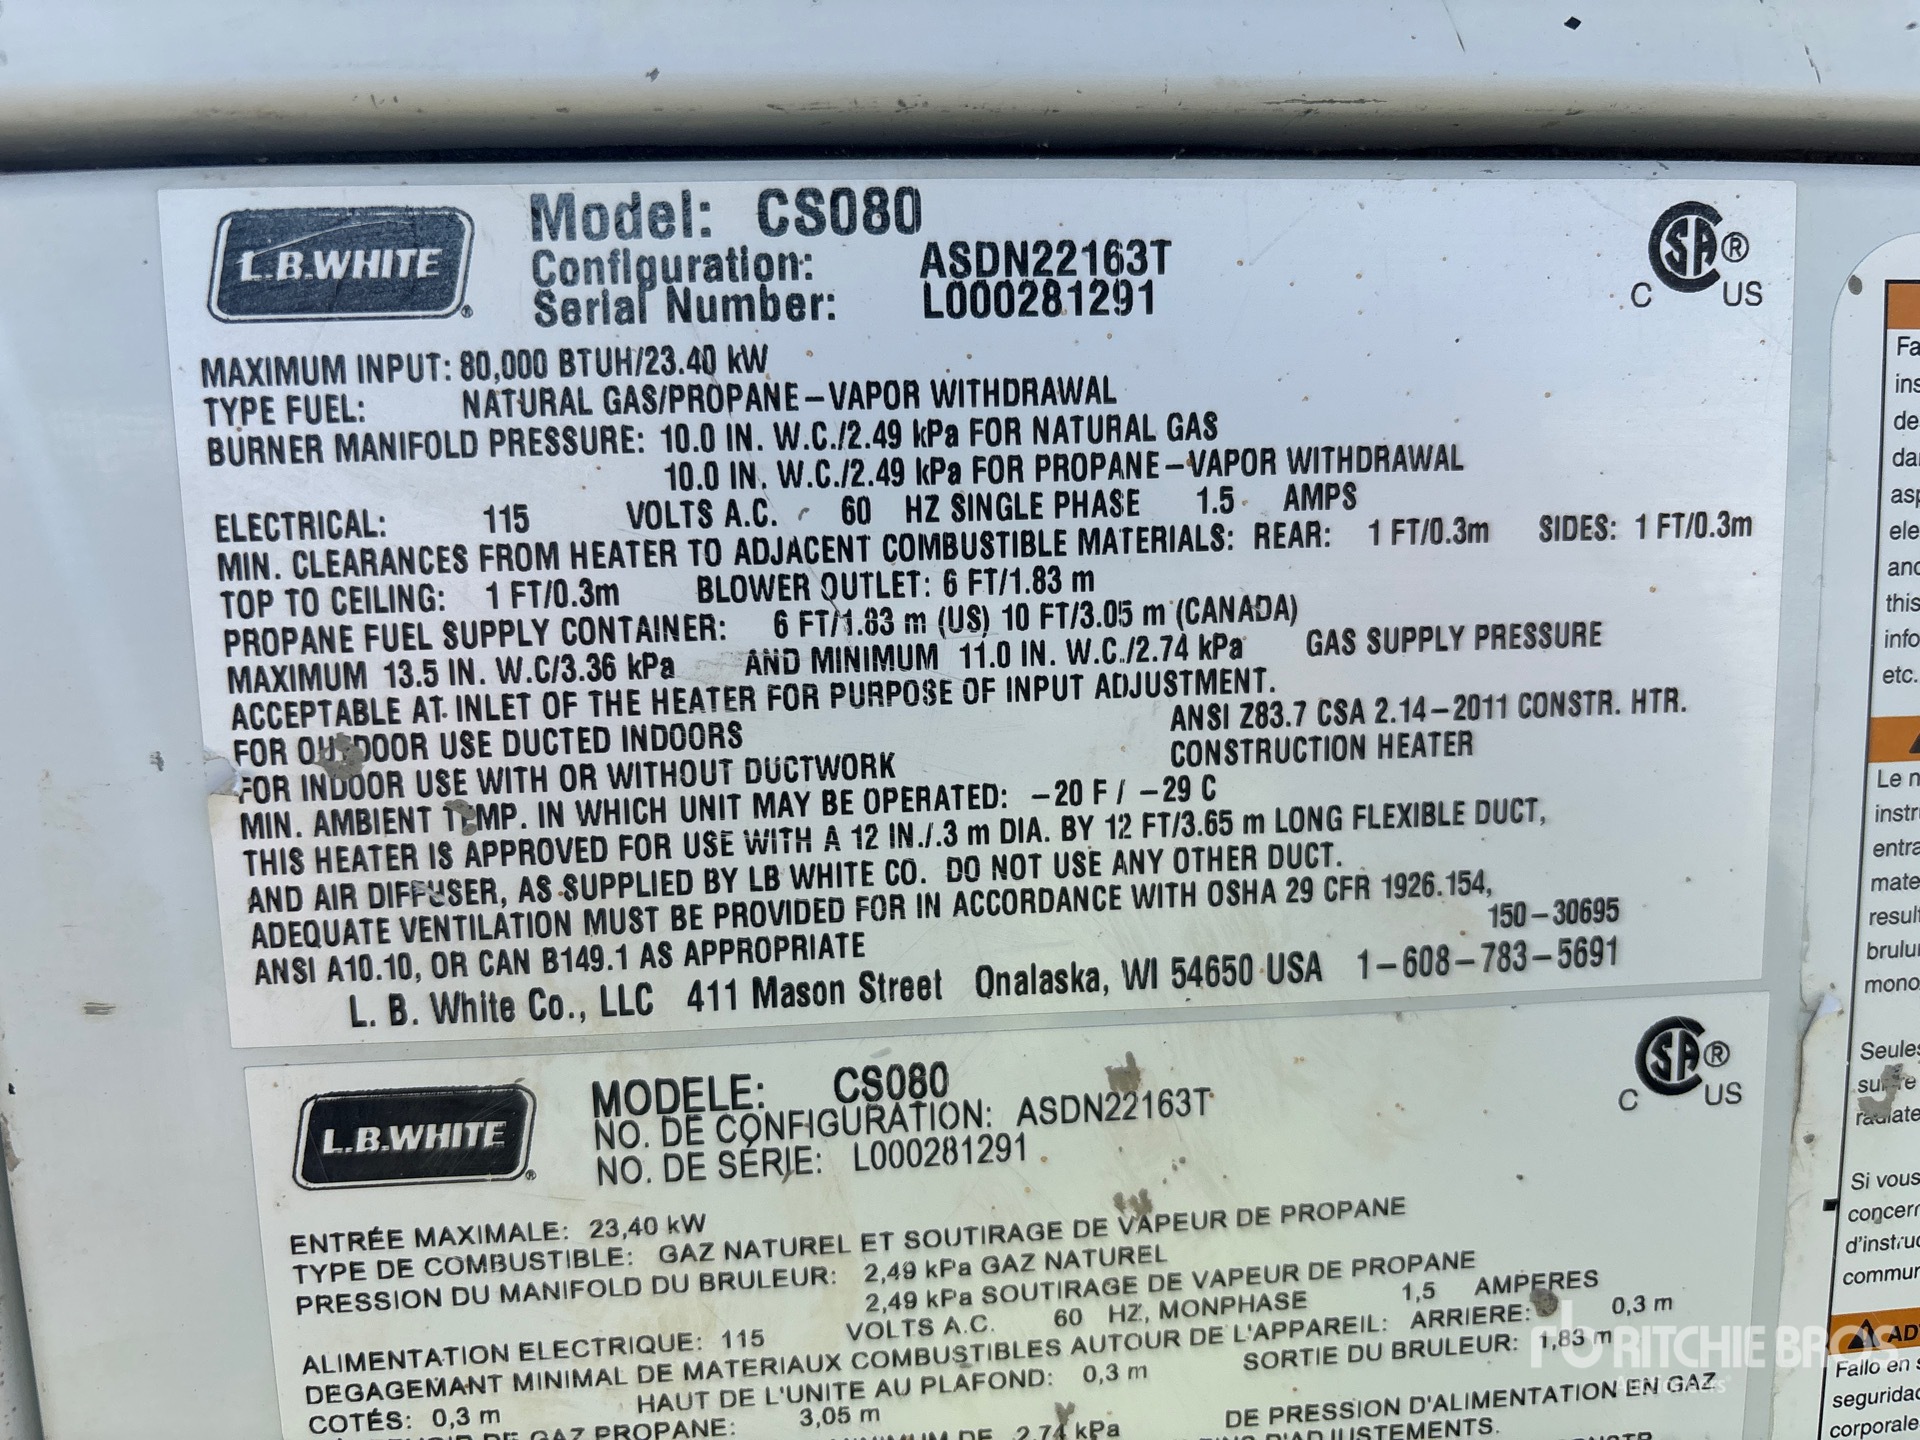 L.B.WHITE ®
Model: CS080
Configuration: ASDN22163T
Serial Number: L000281291
C US ®
MAXIMUM INPUT: 80,000 BTUH/23.40 kW
TYPE FUEL: NATURAL GAS/PROPANE-VAPOR WITHDRAWAL
BURNER MANIFOLD PRESSURE: 10.0 IN. W.C./2.49 kPa FOR NATURAL GAS
10.0 IN. W.C./2.49 kPa FOR PROPANE-VAPOR WITHDRAWAL
ELECTRICAL: 115 VOLTS A.C. 60 HZ SINGLE PHASE 1.5 AMPS
MIN. CLEARANCES FROM HEATER TO ADJACENT COMBUSTIBLE MATERIALS: REAR: 1 FT/0.3m SIDES: 1 FT/0.3m
TOP TO CEILING: 1 FT/0.3m BLOWER OUTLET: 6 FT/1.83 m
PROPANE FUEL SUPPLY CONTAINER: 6 FT/1.83 m (US) 10 FT/3.05 m (CANADA)
MAXIMUM 13.5 IN. W.C/3.36 kPa AND MINIMUM 11.0 IN. W.C./2.74 kPa GAS SUPPLY PRESSURE
ACCEPTABLE AT INLET OF THE HEATER FOR PURPOSE OF INPUT ADJUSTMENT.
FOR OUTDOOR USE DUCTED INDOORS ANSI Z83.7 CSA 2.14-2011 CONSTR. HTR.
FOR INDOOR USE WITH OR WITHOUT DUCTWORK CONSTRUCTION HEATER
MIN. AMBIENT TEMP. IN WHICH UNIT MAY BE OPERATED: -20 F / -29 C
THIS HEATER IS APPROVED FOR USE WITH A 12 IN./.3 m DIA. BY 12 FT/3.65 m LONG FLEXIBLE DUCT,
AND AIR DIFFUSER, AS SUPPLIED BY LB WHITE CO. DO NOT USE ANY OTHER DUCT.
ADEQUATE VENTILATION MUST BE PROVIDED FOR IN ACCORDANCE WITH OSHA 29 CFR 1926.154,
ANSI A10.10, OR CAN B149.1 AS APPROPRIATE 150-30695
L. B. White Co., LLC 411 Mason Street Onalaska, WI 54650 USA 1-608-783-5691
L.B.WHITE ®
MODELE: CS080
NO. DE CONFIGURATION: ASDN22163T
NO. DE SÉRIE: L000281291
C US ®
ENTRÉE MAXIMALE: 23,40 kW
TYPE DE COMBUSTIBLE: GAZ NATUREL ET SOUTIRAGE DE VAPEUR DE PROPANE
PRESSION DU MANIFOLD DU BRULEUR: 2,49 kPa GAZ NATUREL
2,49 kPa SOUTIRAGE DE VAPEUR DE PROPANE
ALIMENTATION ELECTRIQUE: 115 VOLTS A.C. 60 HZ, MONPHASE 1,5 AMPERES
DEGAGEMANT MINIMAL DE MATERIAUX COMBUSTIBLES AUTOUR DE L'APPAREIL: ARRIERE: 0,3 m
COTÉS: 0,3 m HAUT DE L'UNITE AU PLAFOND: 0,3 m SORTIE DU BRULEUR: 1,83 m
GAZ PROPANE: 3,05 m DE PRESSION D'ALIMENTATION EN GAZ
DE 2,74 kPa D'ADJUSTEMENTS.
Le
etc.
info
this
Si vous
Seules
Fallo en
RITCHIE BROS